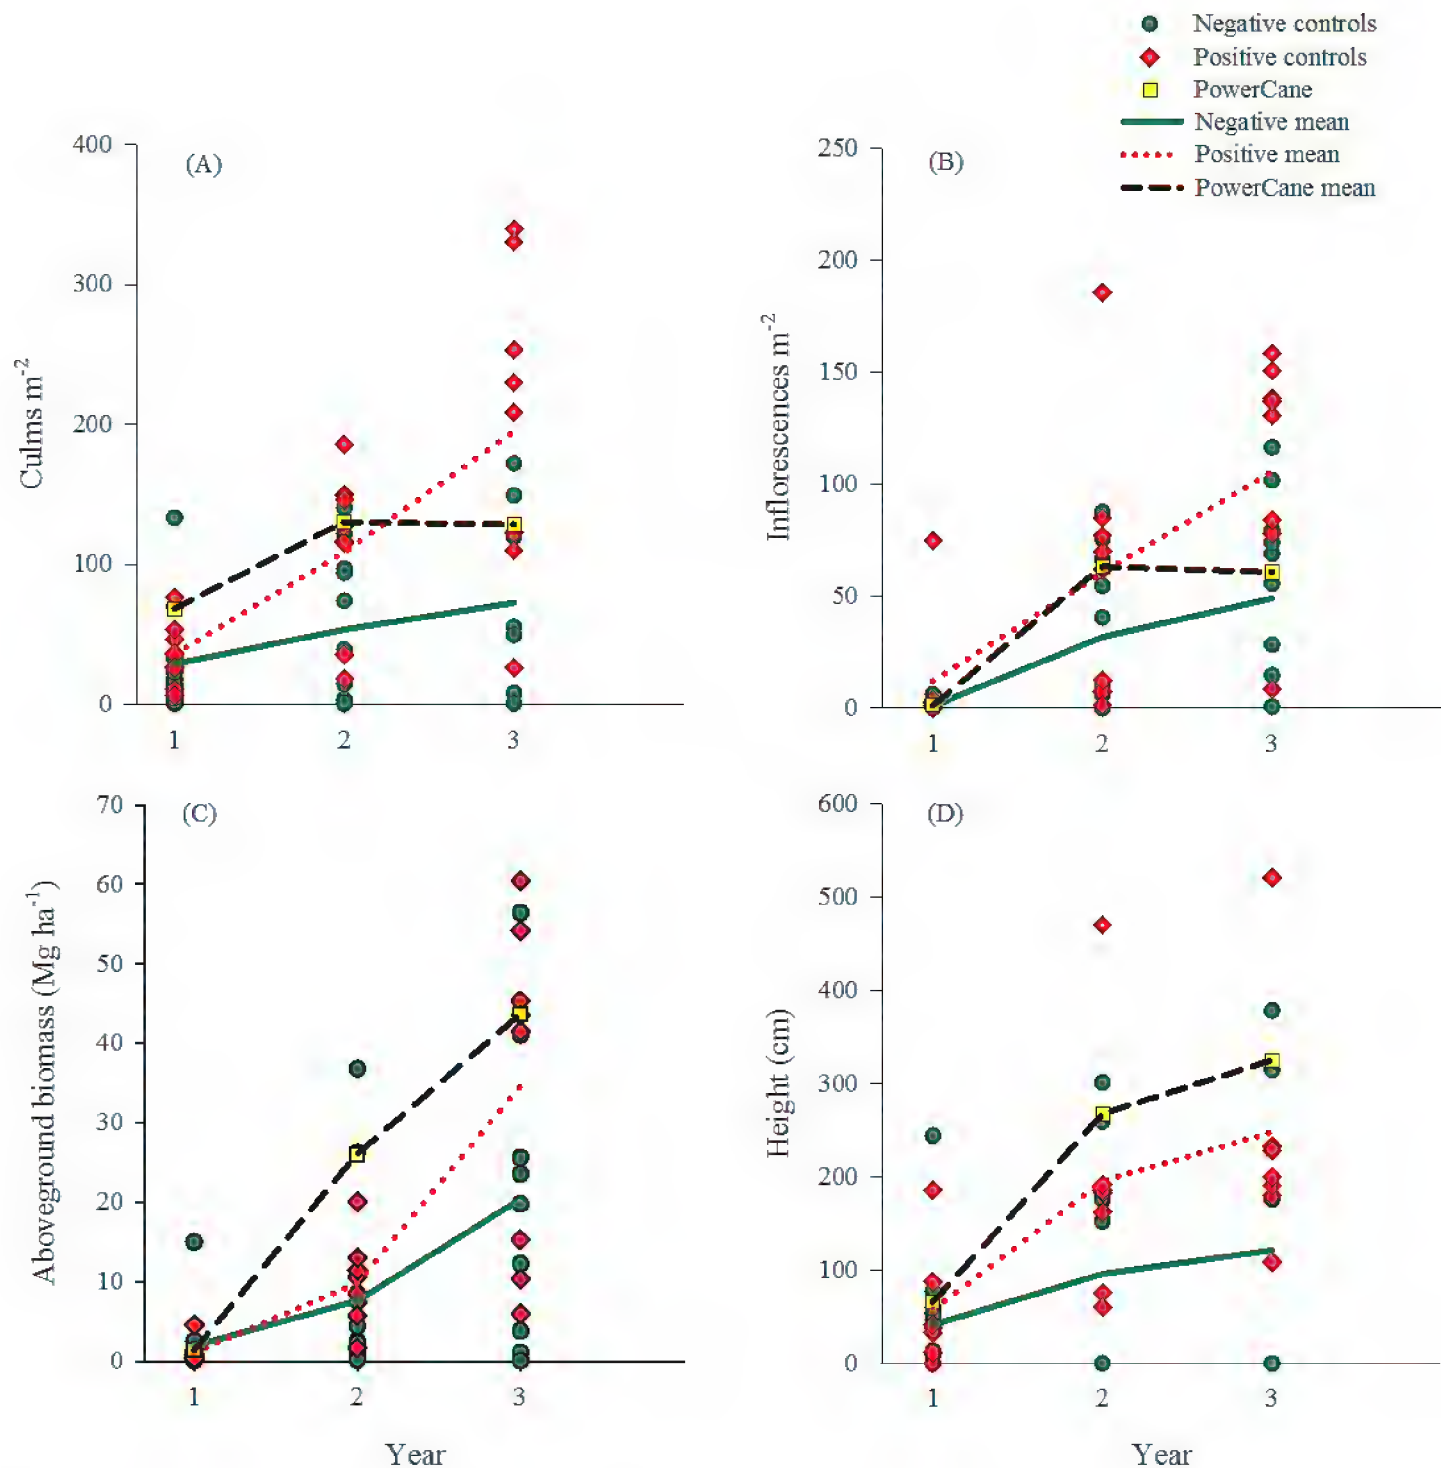 Negative controls
Positive controls
PowerCane
Negative mean
Positive mean
PowerCane mean
(A)
400
300
200
100
0
Culms m-2
1 2 3
(B)
250
200
150
100
50
0
Inflorescences m-2
1 2 3
(C)
70
60
50
40
30
20
10
0
Aboveground biomass (Mg ha-1)
1 2 3
Year
(D)
600
500
400
300
200
100
0
Height (cm)
1 2 3
Year